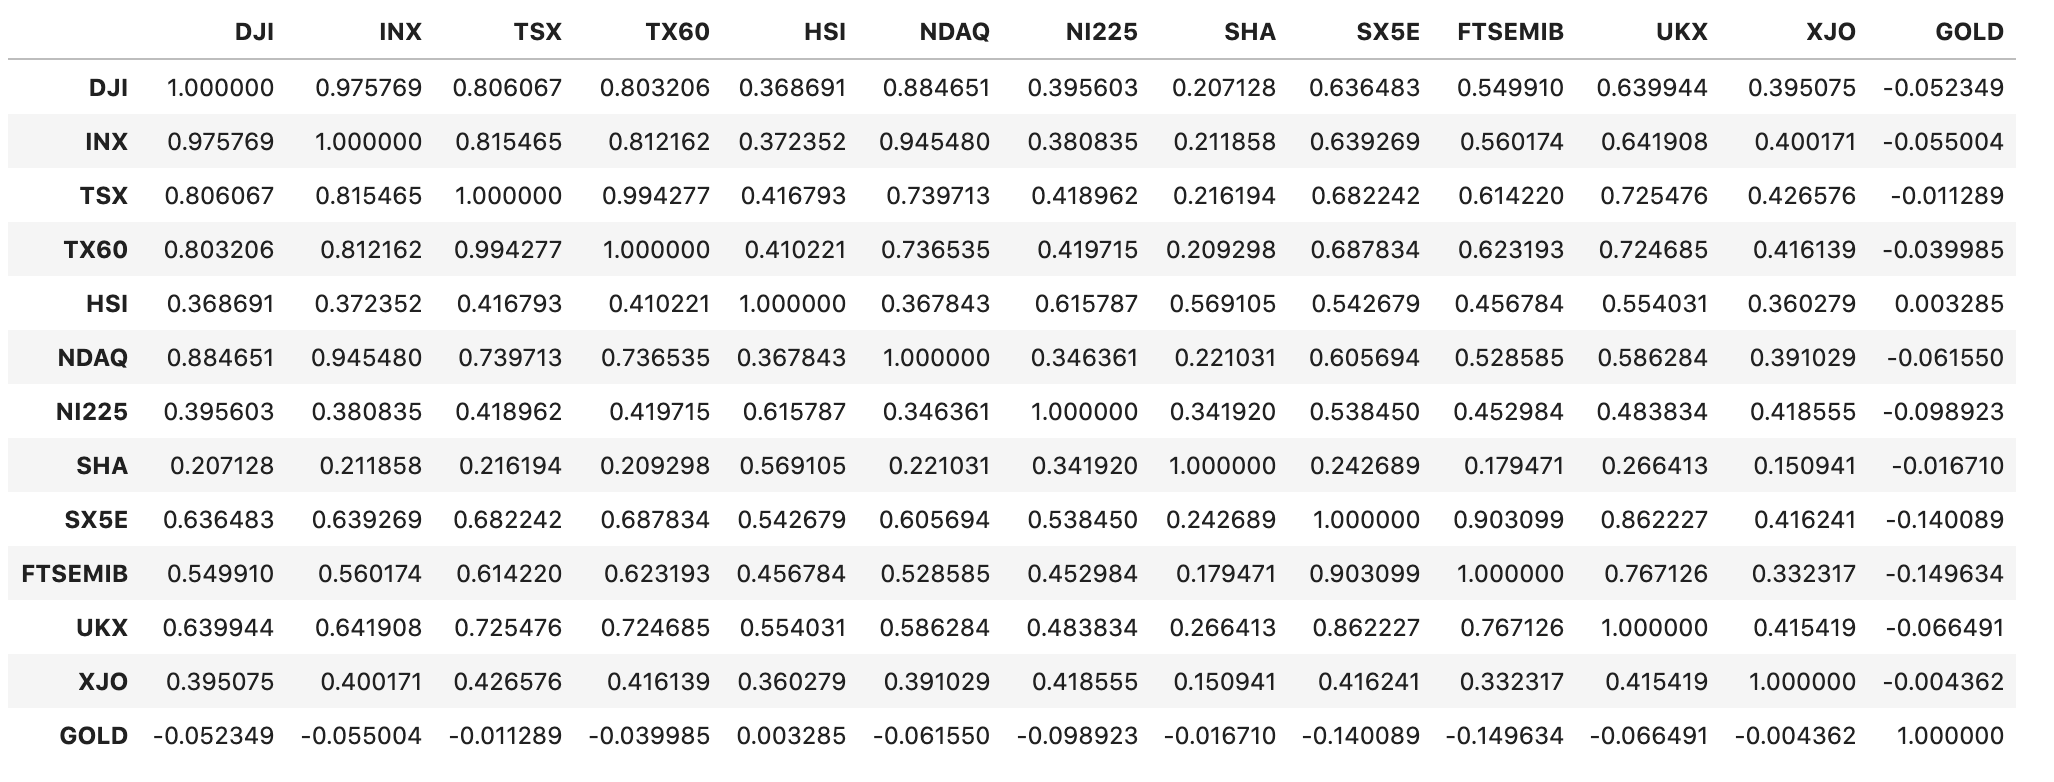 DJI INX TSX TX60 HSI NDAQ NI225 SHA SX5E FTSEMIB UKX XJO GOLD
DJI 1.000000 0.975769 0.806067 0.803206 0.368691 0.884651 0.395603 0.207128 0.636483 0.549910 0.639944 0.395075 -0.052349
INX 0.975769 1.000000 0.815465 0.812162 0.372352 0.945480 0.380835 0.211858 0.639269 0.560174 0.641908 0.400171 -0.055004
TSX 0.806067 0.815465 1.000000 0.994277 0.416793 0.739713 0.418962 0.216194 0.682242 0.614220 0.725476 0.426576 -0.011289
TX60 0.803206 0.812162 0.994277 1.000000 0.410221 0.736535 0.419715 0.209298 0.687834 0.623193 0.724685 0.416139 -0.039985
HSI 0.368691 0.372352 0.416793 0.410221 1.000000 0.367843 0.615787 0.569105 0.542679 0.456784 0.554031 0.360279 0.003285
NDAQ 0.884651 0.945480 0.739713 0.736535 0.367843 1.000000 0.346361 0.221031 0.605694 0.528585 0.586284 0.391029 -0.061550
NI225 0.395603 0.380835 0.418962 0.419715 0.615787 0.346361 1.000000 0.341920 0.538450 0.452984 0.483834 0.418555 -0.098923
SHA 0.207128 0.211858 0.216194 0.209298 0.569105 0.221031 0.341920 1.000000 0.242689 0.179471 0.266413 0.150941 -0.016710
SX5E 0.636483 0.639269 0.682242 0.687834 0.542679 0.605694 0.538450 0.242689 1.000000 0.903099 0.862227 0.416241 -0.140089
FTSEMIB 0.549910 0.560174 0.614220 0.623193 0.456784 0.528585 0.452984 0.179471 0.903099 1.000000 0.767126 0.332317 -0.149634
UKX 0.639944 0.641908 0.725476 0.724685 0.554031 0.586284 0.483834 0.266413 0.862227 0.767126 1.000000 0.415419 -0.066491
XJO 0.395075 0.400171 0.426576 0.416139 0.360279 0.391029 0.418555 0.150941 0.416241 0.332317 0.415419 1.000000 -0.004362
GOLD -0.052349 -0.055004 -0.011289 -0.039985 0.003285 -0.061550 -0.098923 -0.016710 -0.140089 -0.149634 -0.066491 -0.004362 1.000000